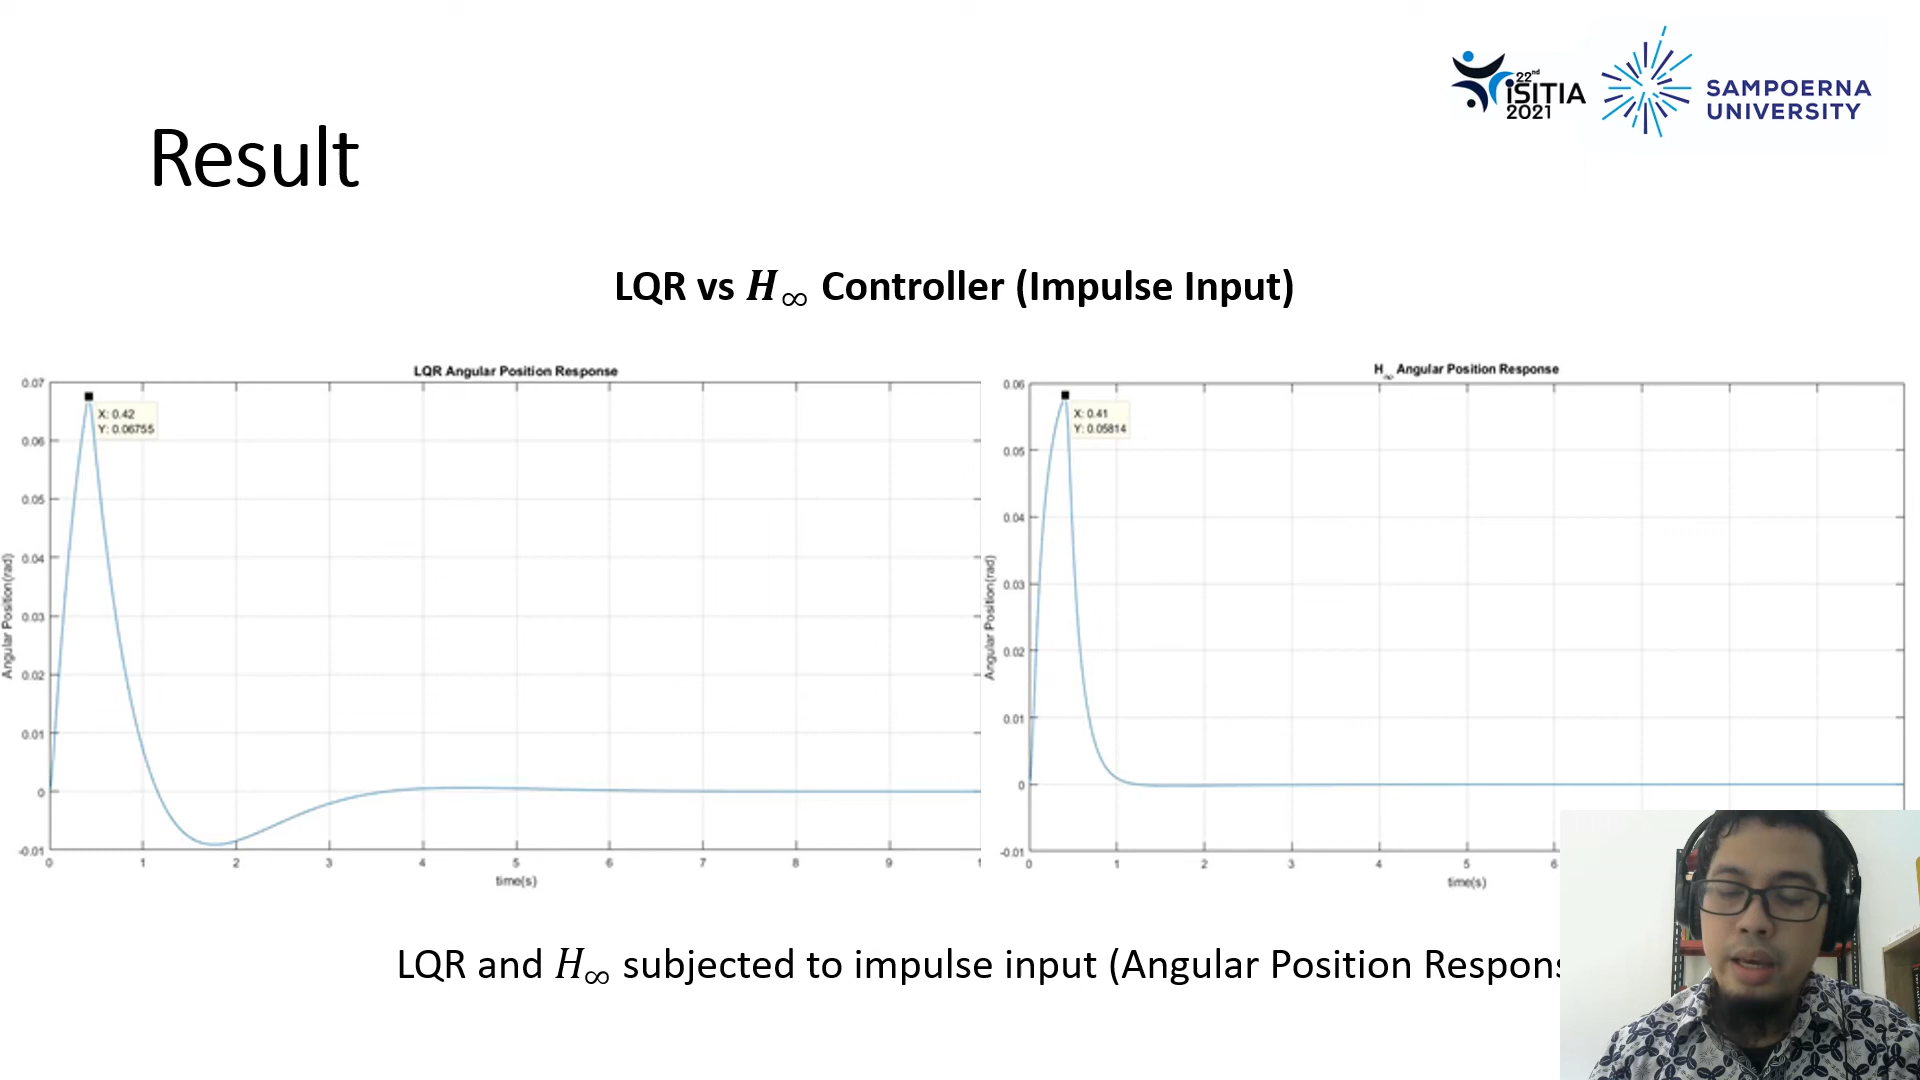 22nd
iSITIA
2021
SAMPOERNA
UNIVERSITY
Result
LQR vs H∞ Controller (Impulse Input)
LQR Angular Position Response
X: 0.42
Y: 0.06755
0.07
0.06
0.05
0.04
0.03
0.02
0.01
0
-0.01
Angular Position(rad)
0 1 2 3 4 5 6 7 8 9 1
time(s)
H∞ Angular Position Response
X: 0.41
Y: 0.05814
0.06
0.05
0.04
0.03
0.02
0.01
0
-0.01
Angular Position(rad)
0 1 2 3 4 5 6
time(s)
LQR and H∞ subjected to impulse input (Angular Position Respons